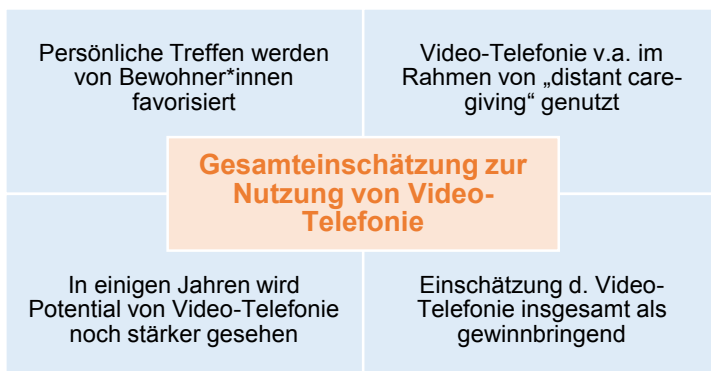 Persönliche Treffen werden
von Bewohner*innen
favorisiert
Video-Telefonie v.a. im
Rahmen von „distant care-
giving“ genutzt
Gesamteinschätzung zur
Nutzung von Video-
Telefonie
In einigen Jahren wird
Potential von Video-Telefonie
noch stärker gesehen
Einschätzung d. Video-
Telefonie insgesamt als
gewinnbringend